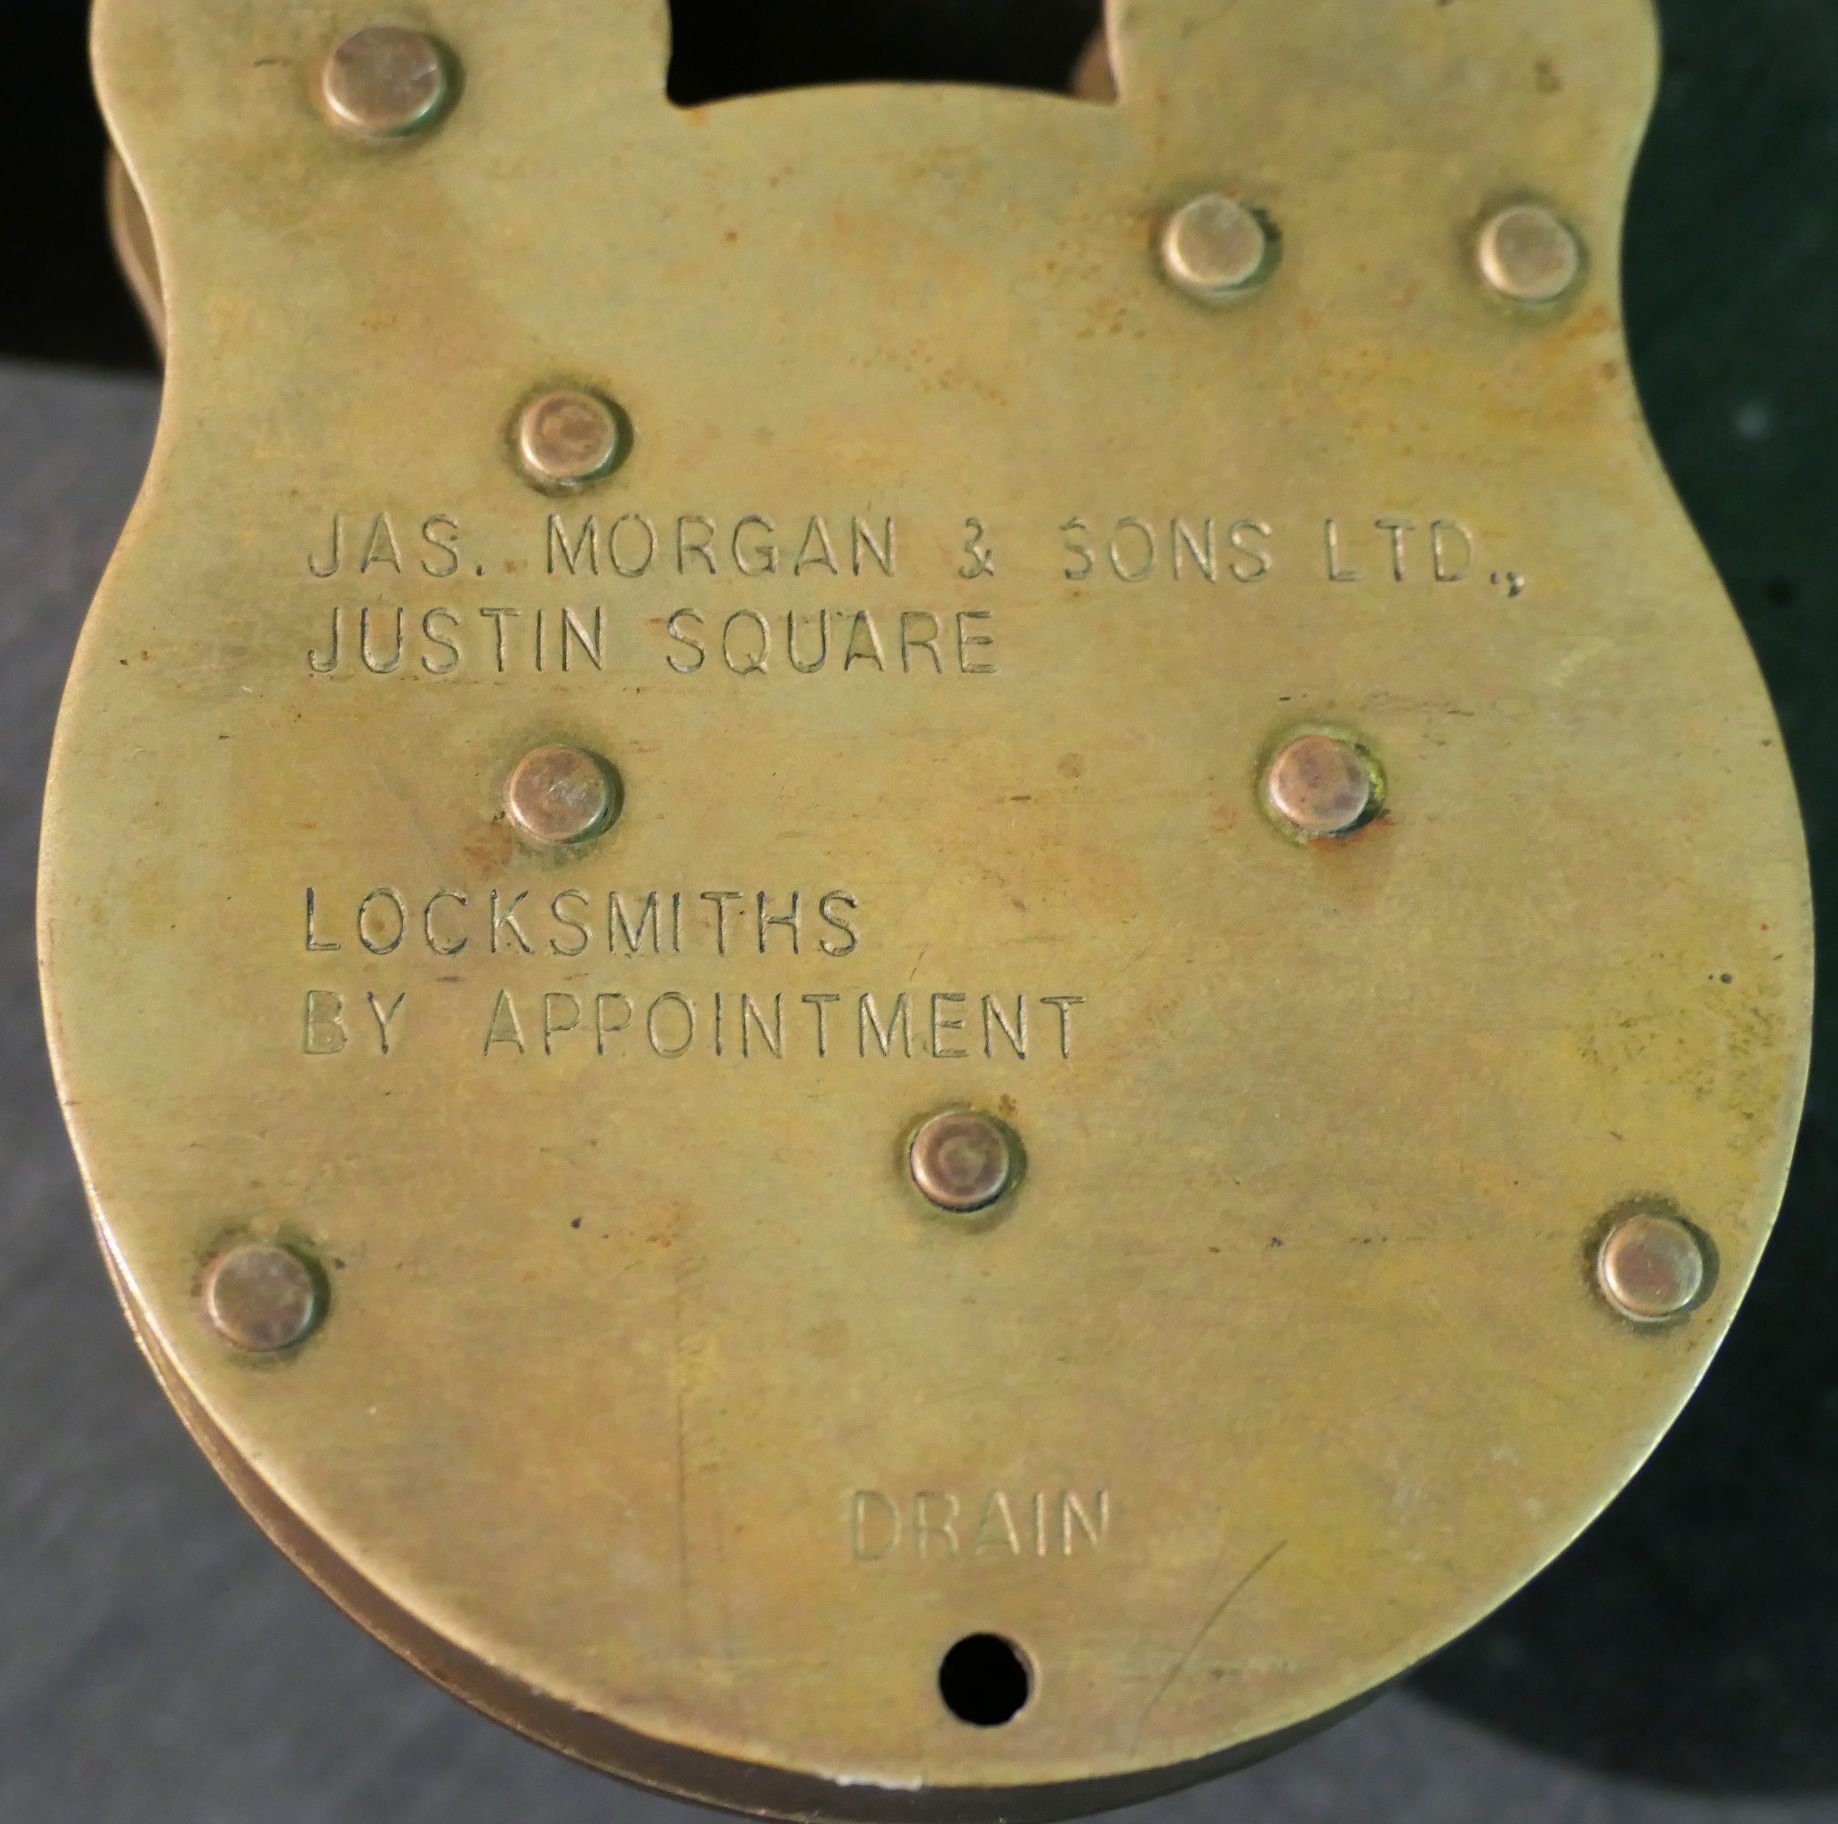 JAS. MORGAN & SONS LTD.,
JUSTIN SQUARE
LOCKSMITHS
BY APPOINTMENT
DRAIN